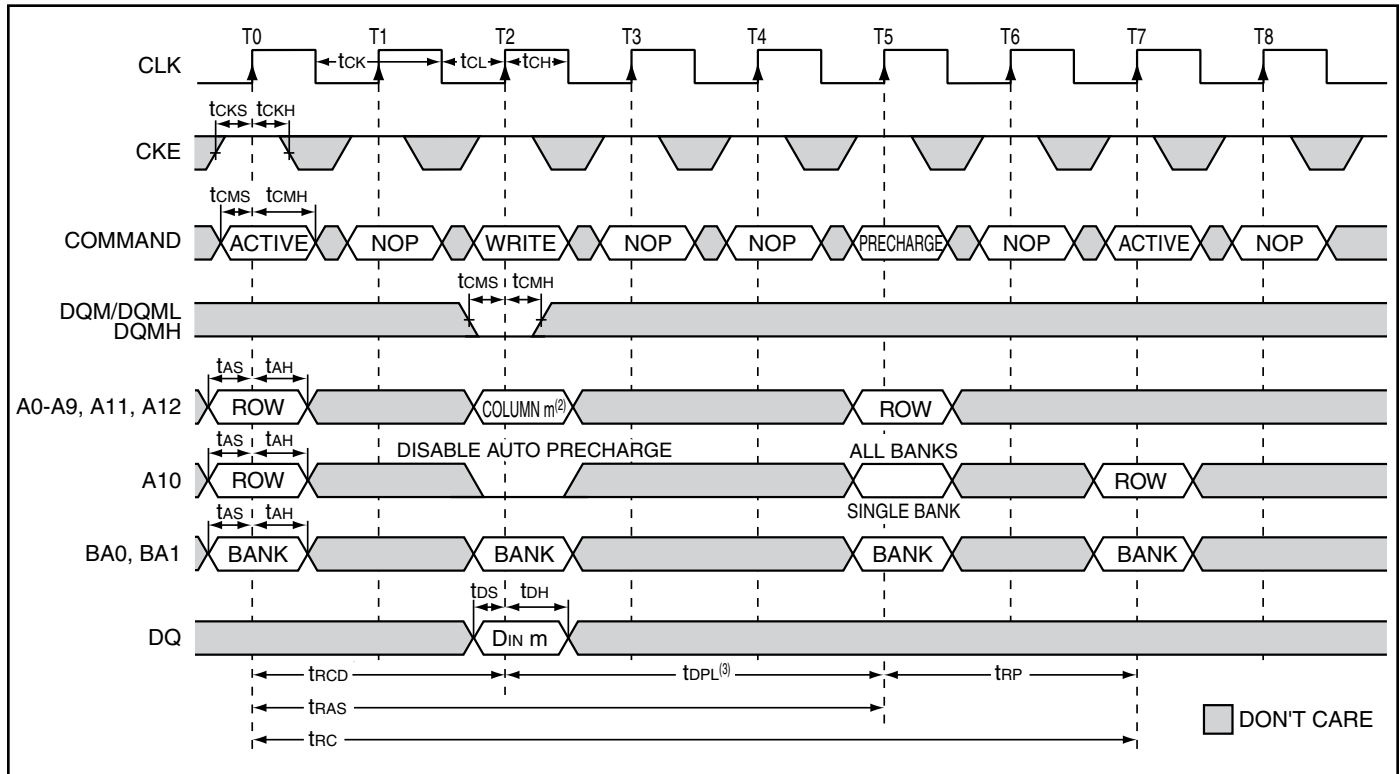 T0 T1 T2 T3 T4 T5 T6 T7 T8
CLK
tCK tCL tCH
tCKS tCKH
CKE
tCMS tCMH
COMMAND ACTIVE NOP WRITE NOP NOP PRECHARGE NOP ACTIVE NOP
tCMS tCMH
DQM/DQML
DQMH
tAS tAH
A0-A9, A11, A12 ROW COLUMN m(2) ROW
tAS tAH DISABLE AUTO PRECHARGE ALL BANKS
A10 ROW ROW
tAS tAH SINGLE BANK
BA0, BA1 BANK BANK BANK BANK
tDS tDH
DQ DIN m
tRCD tDPL(3) tRP
tRAS
DON'T CARE
tRC